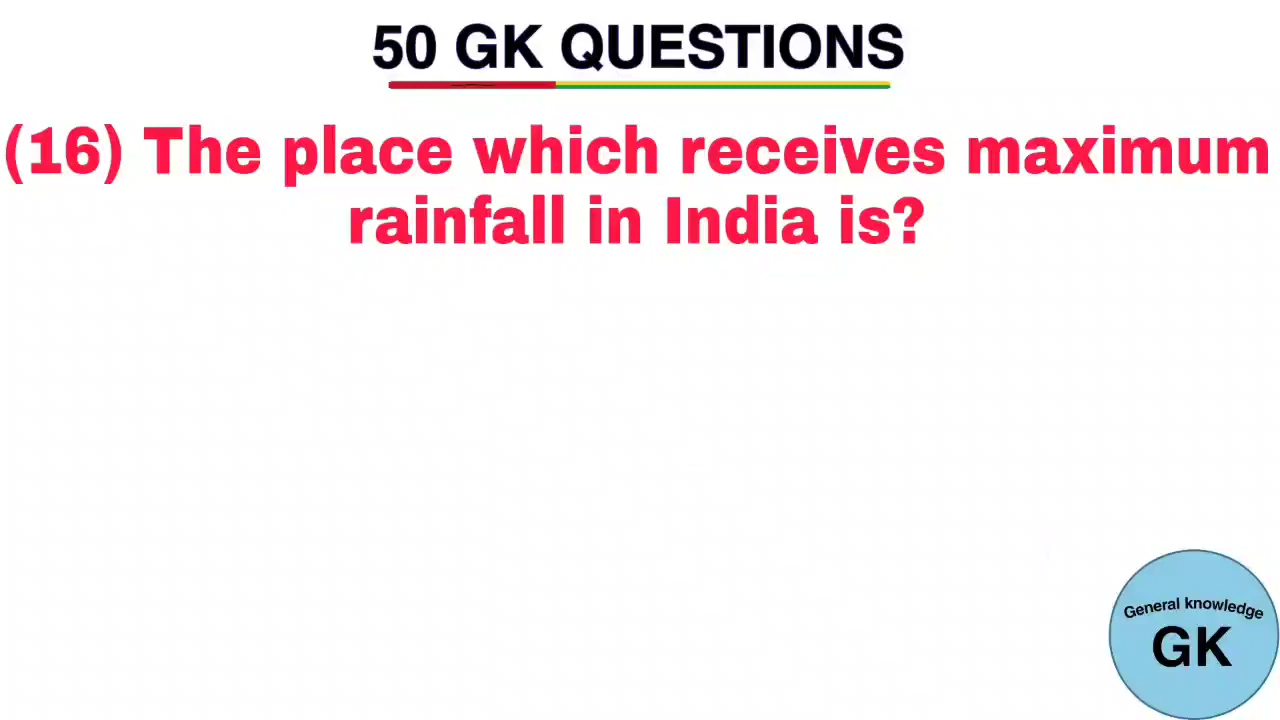 50 GK QUESTIONS
(16) The place which receives maximum
rainfall in India is?
General knowledge
GK